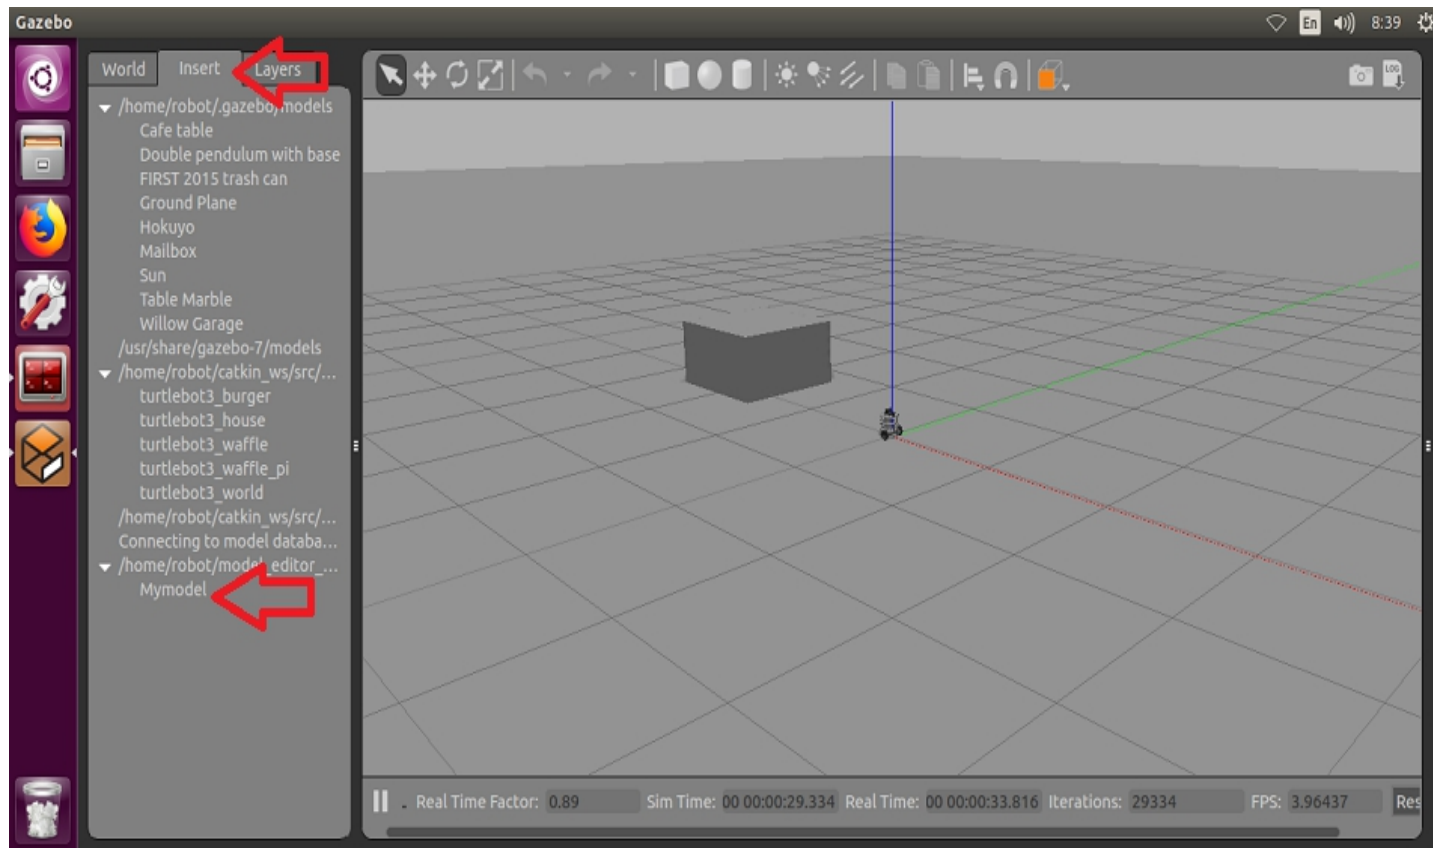 Gazebo
En
8:39
World Insert Layers
/home/robot/.gazebo/models
Cafe table
Double pendulum with base
FIRST 2015 trash can
Ground Plane
Hokuyo
Mailbox
Sun
Table Marble
Willow Garage
/usr/share/gazebo-7/models
/home/robot/catkin_ws/src/...
turtlebot3_burger
turtlebot3_house
turtlebot3_waffle
turtlebot3_waffle_pi
turtlebot3_world
/home/robot/catkin_ws/src/...
Connecting to model databa...
/home/robot/model_editor_...
Mymodel
LOG
Real Time Factor: 0.89 Sim Time: 00 00:00:29.334 Real Time: 00 00:00:33.816 Iterations: 29334 FPS: 3.96437 Res